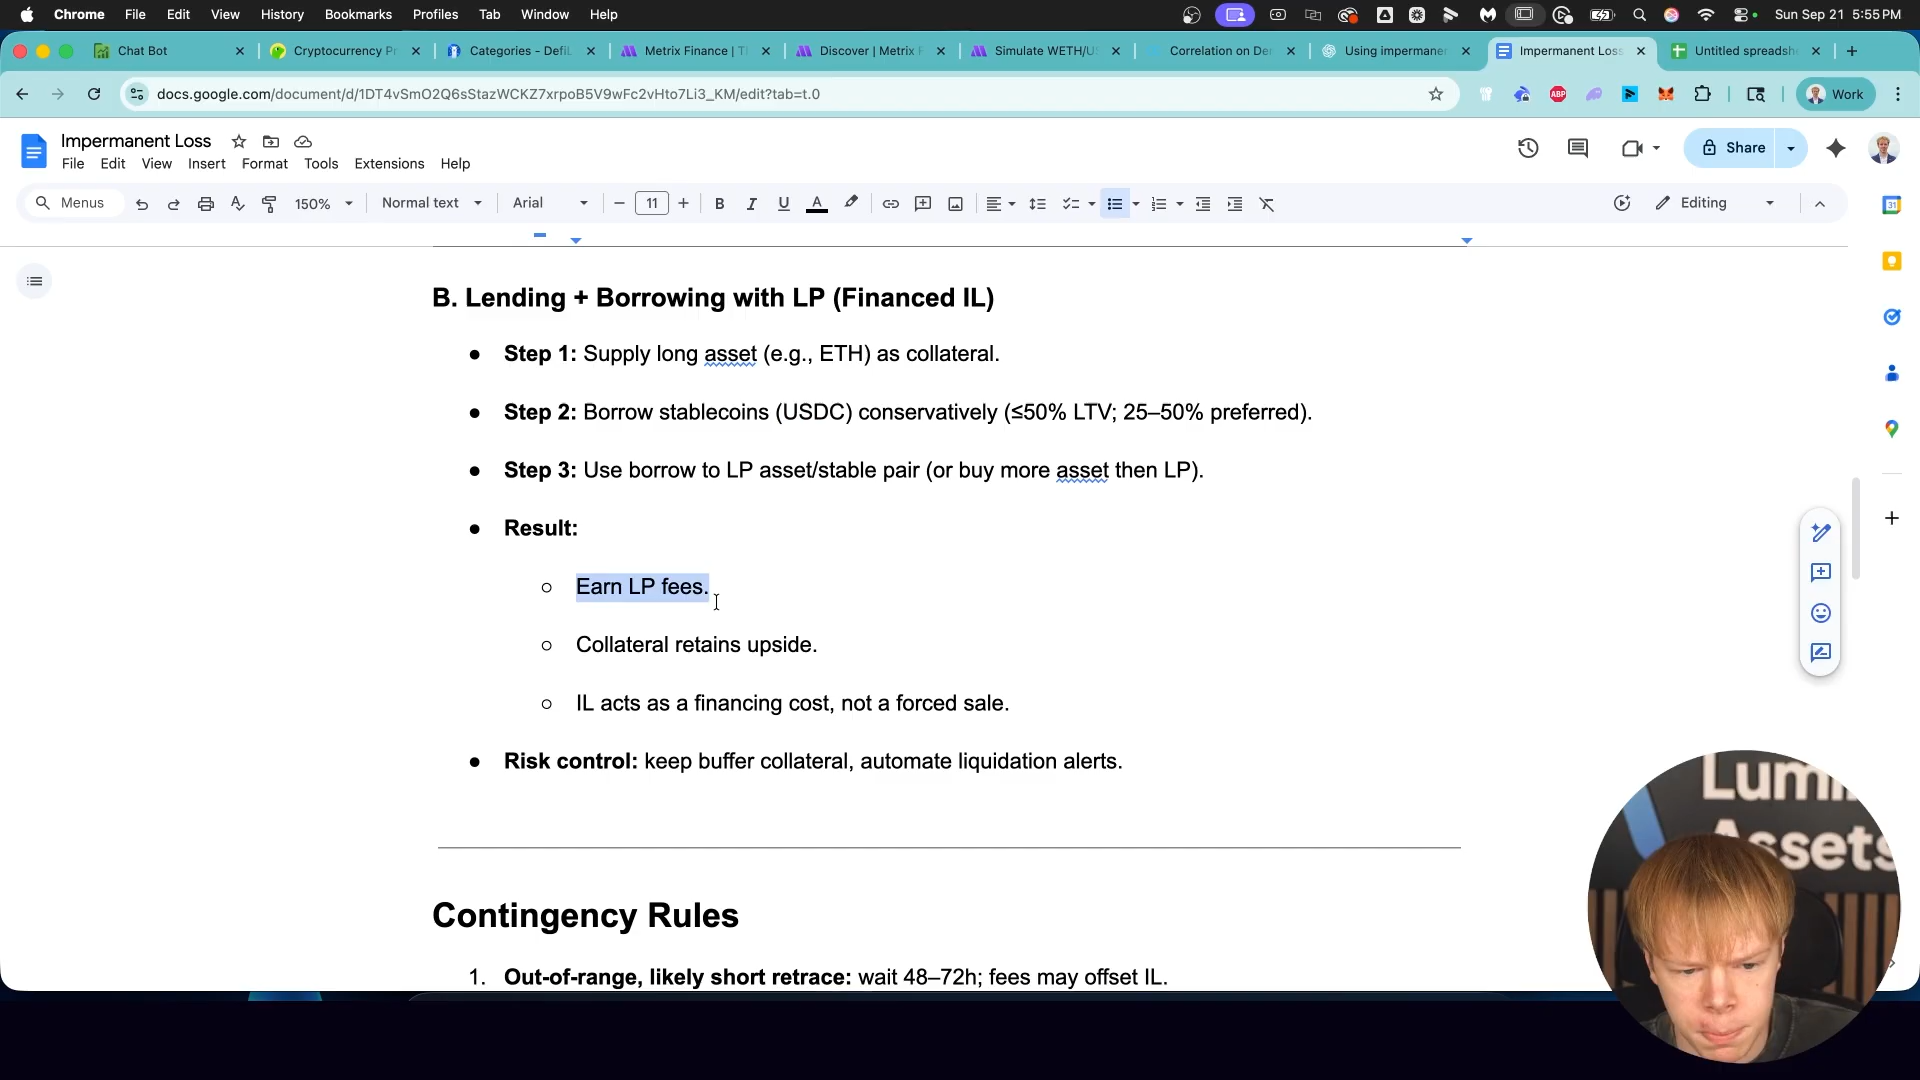 Chrome File Edit View History Bookmarks Profiles Tab Window Help Sun Sep 21 5:55 PM
Chat Bot Cryptocurrency Pr Categories - DefiL Metrix Finance | T Discover | Metrix F Simulate WETH/U Correlation on De Using impermane Impermanent Loss Untitled spreadsh
docs.google.com/document/d/1DT4vSmO2Q6sStazWCKZ7xrpoB5V9wFc2vHto7Li3_KM/edit?tab=t.0 ABP Work
Impermanent Loss
File Edit View Insert Format Tools Extensions Help
Share
Menus 150% Normal text Arial 11 B I U A Editing
31
B. Lending + Borrowing with LP (Financed IL)
● Step 1: Supply long asset (e.g., ETH) as collateral.
● Step 2: Borrow stablecoins (USDC) conservatively (≤50% LTV; 25–50% preferred).
● Step 3: Use borrow to LP asset/stable pair (or buy more asset then LP).
● Result:
○ Earn LP fees.
○ Collateral retains upside.
○ IL acts as a financing cost, not a forced sale.
● Risk control: keep buffer collateral, automate liquidation alerts.
Contingency Rules
1. Out-of-range, likely short retrace: wait 48–72h; fees may offset IL.
Lumi
Assets